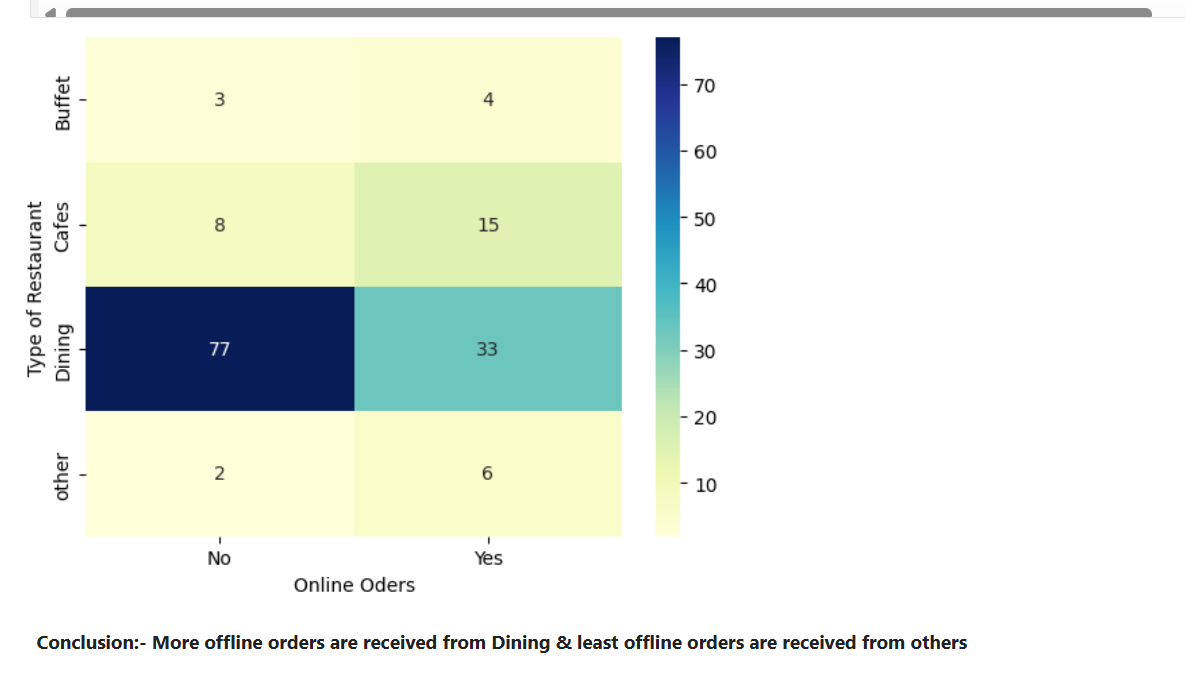 Buffet
3
4
70
60
Cafes
8
15
50
Type of Restaurant
40
Dining
77
33
30
20
other
2
6
10
No
Yes
Online Oders
Conclusion:- More offline orders are received from Dining & least offline orders are received from others